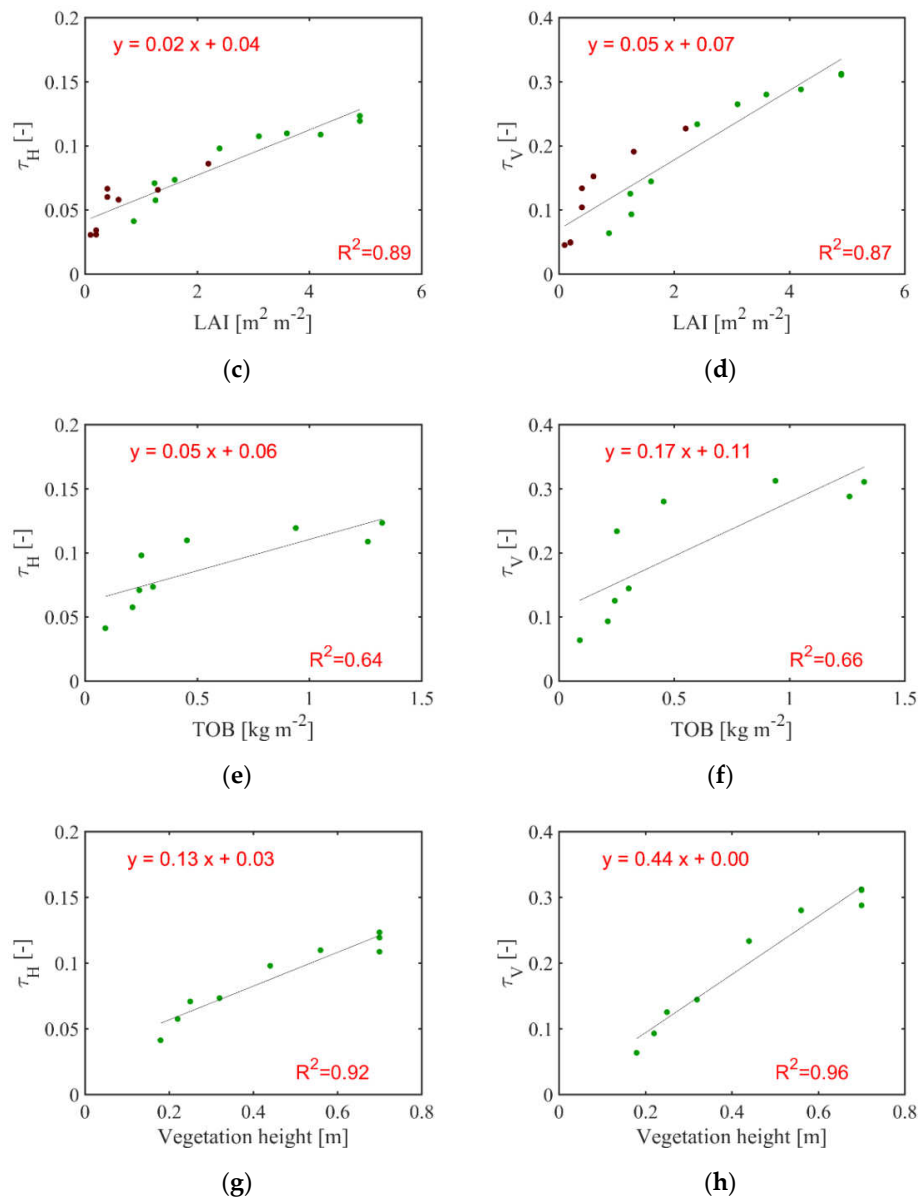 y = 0.02 x + 0.04
0.2
0.15
0.1
0.05
0
τH [-]
R²=0.89
0 2 4 6
LAI [m² m⁻²]
(c)
y = 0.05 x + 0.07
0.4
0.3
0.2
0.1
0
τV [-]
R²=0.87
0 2 4 6
LAI [m² m⁻²]
(d)
y = 0.05 x + 0.06
0.2
0.15
0.1
0.05
0
τH [-]
R²=0.64
0 0.5 1 1.5
TOB [kg m⁻²]
(e)
y = 0.17 x + 0.11
0.4
0.3
0.2
0.1
0
τV [-]
R²=0.66
0 0.5 1 1.5
TOB [kg m⁻²]
(f)
y = 0.13 x + 0.03
0.2
0.15
0.1
0.05
0
τH [-]
R²=0.92
0 0.2 0.4 0.6 0.8
Vegetation height [m]
(g)
y = 0.44 x + 0.00
0.4
0.3
0.2
0.1
0
τV [-]
R²=0.96
0 0.2 0.4 0.6 0.8
Vegetation height [m]
(h)